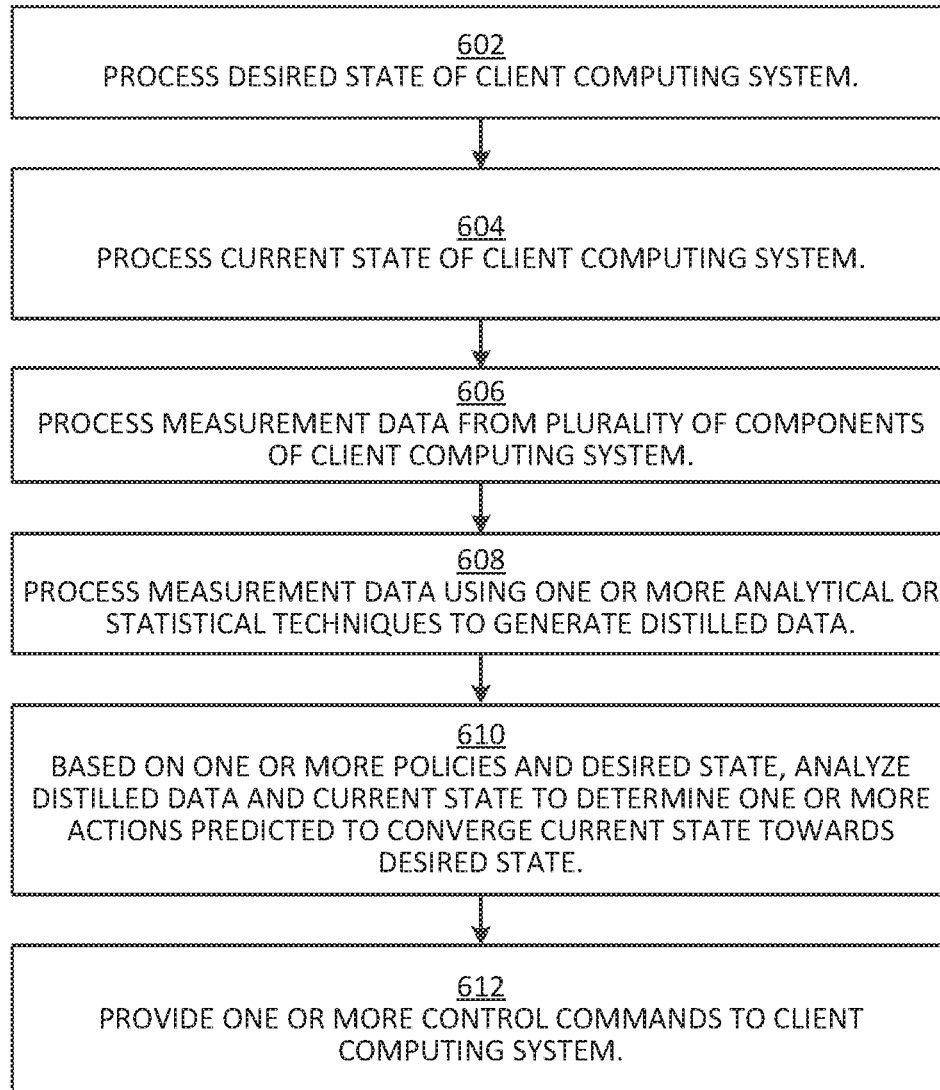 602
PROCESS DESIRED STATE OF CLIENT COMPUTING SYSTEM.
604
PROCESS CURRENT STATE OF CLIENT COMPUTING SYSTEM.
606
PROCESS MEASUREMENT DATA FROM PLURALITY OF COMPONENTS
OF CLIENT COMPUTING SYSTEM.
608
PROCESS MEASUREMENT DATA USING ONE OR MORE ANALYTICAL OR
STATISTICAL TECHNIQUES TO GENERATE DISTILLED DATA.
610
BASED ON ONE OR MORE POLICIES AND DESIRED STATE, ANALYZE
DISTILLED DATA AND CURRENT STATE TO DETERMINE ONE OR MORE
ACTIONS PREDICTED TO CONVERGE CURRENT STATE TOWARDS
DESIRED STATE.
612
PROVIDE ONE OR MORE CONTROL COMMANDS TO CLIENT
COMPUTING SYSTEM.